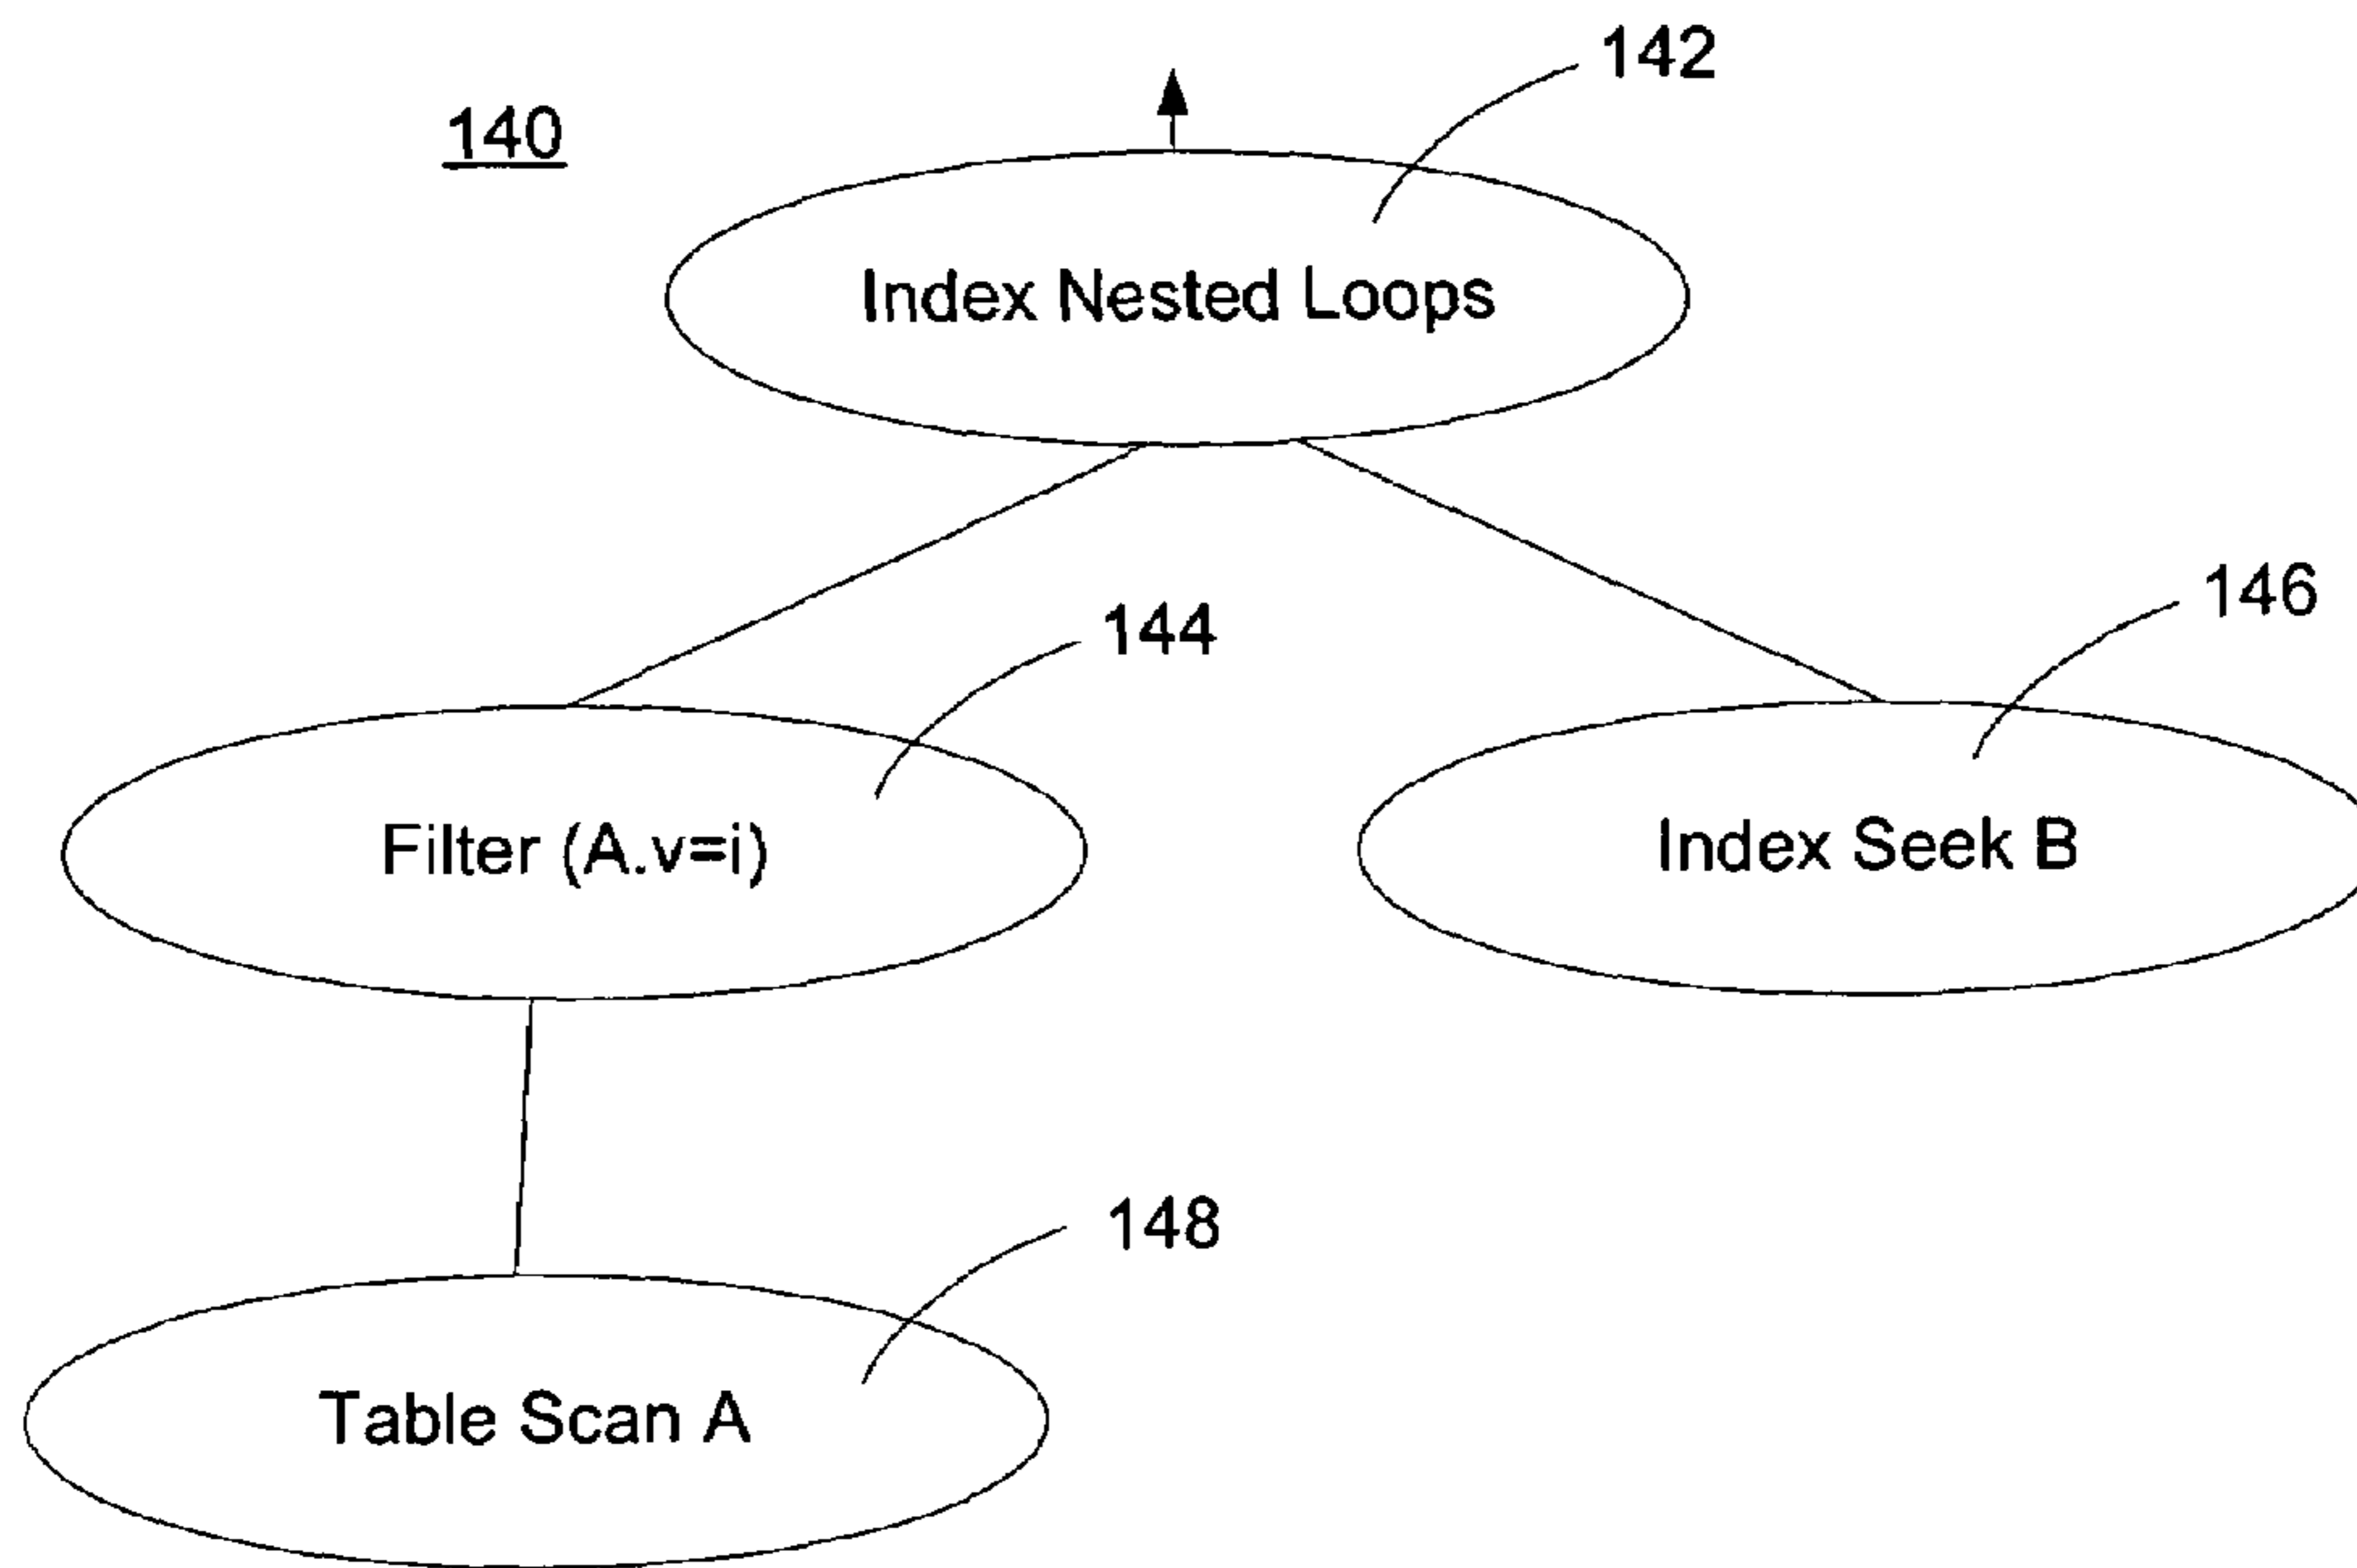 142
140
Index Nested Loops
146
144
Filter (A.v=i)
Index Seek B
148
Table Scan A